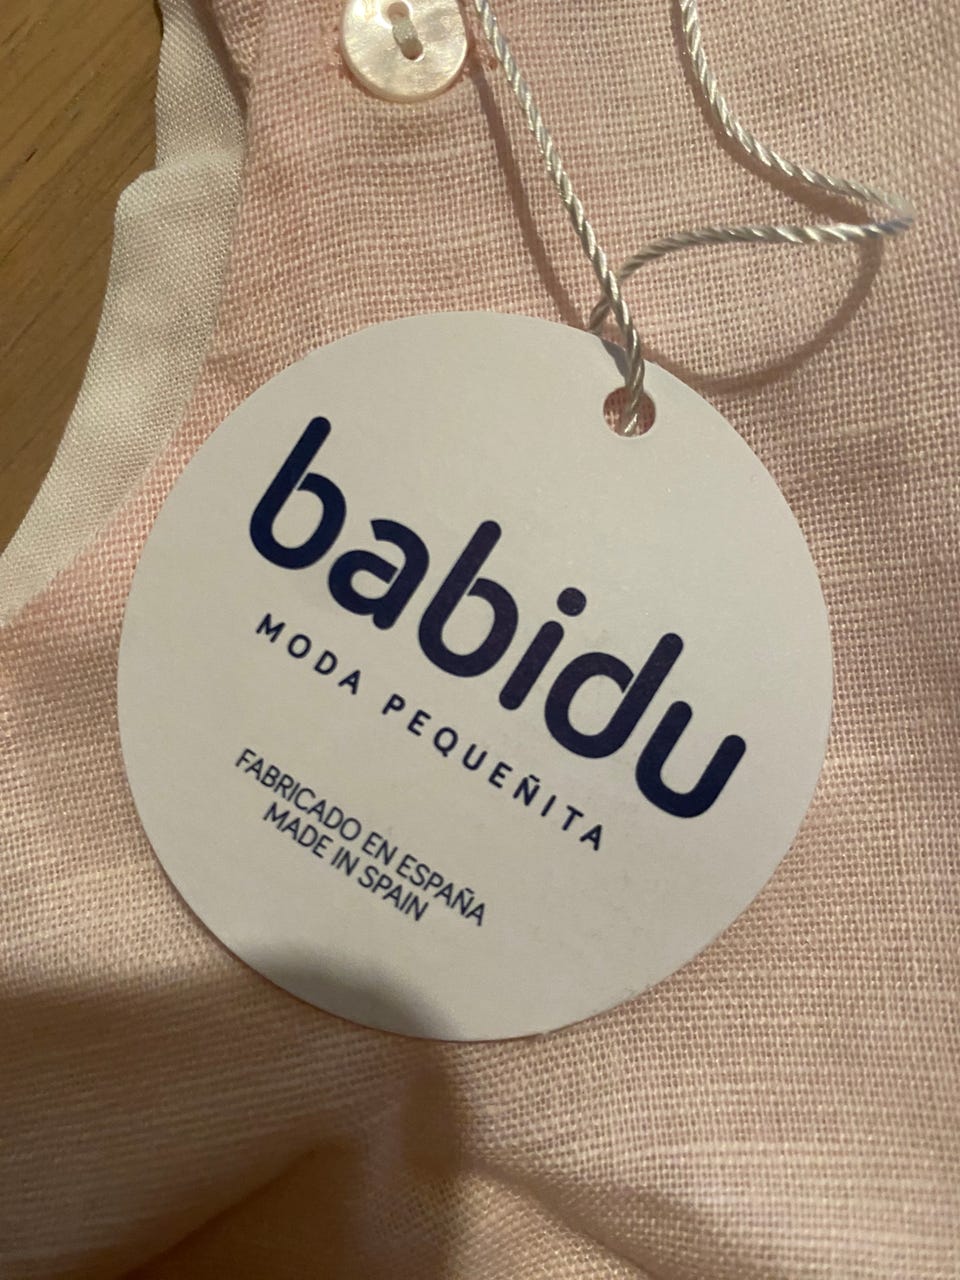 babidu
MODA PEQUEÑITA
FABRICADO EN ESPAÑA
MADE IN SPAIN